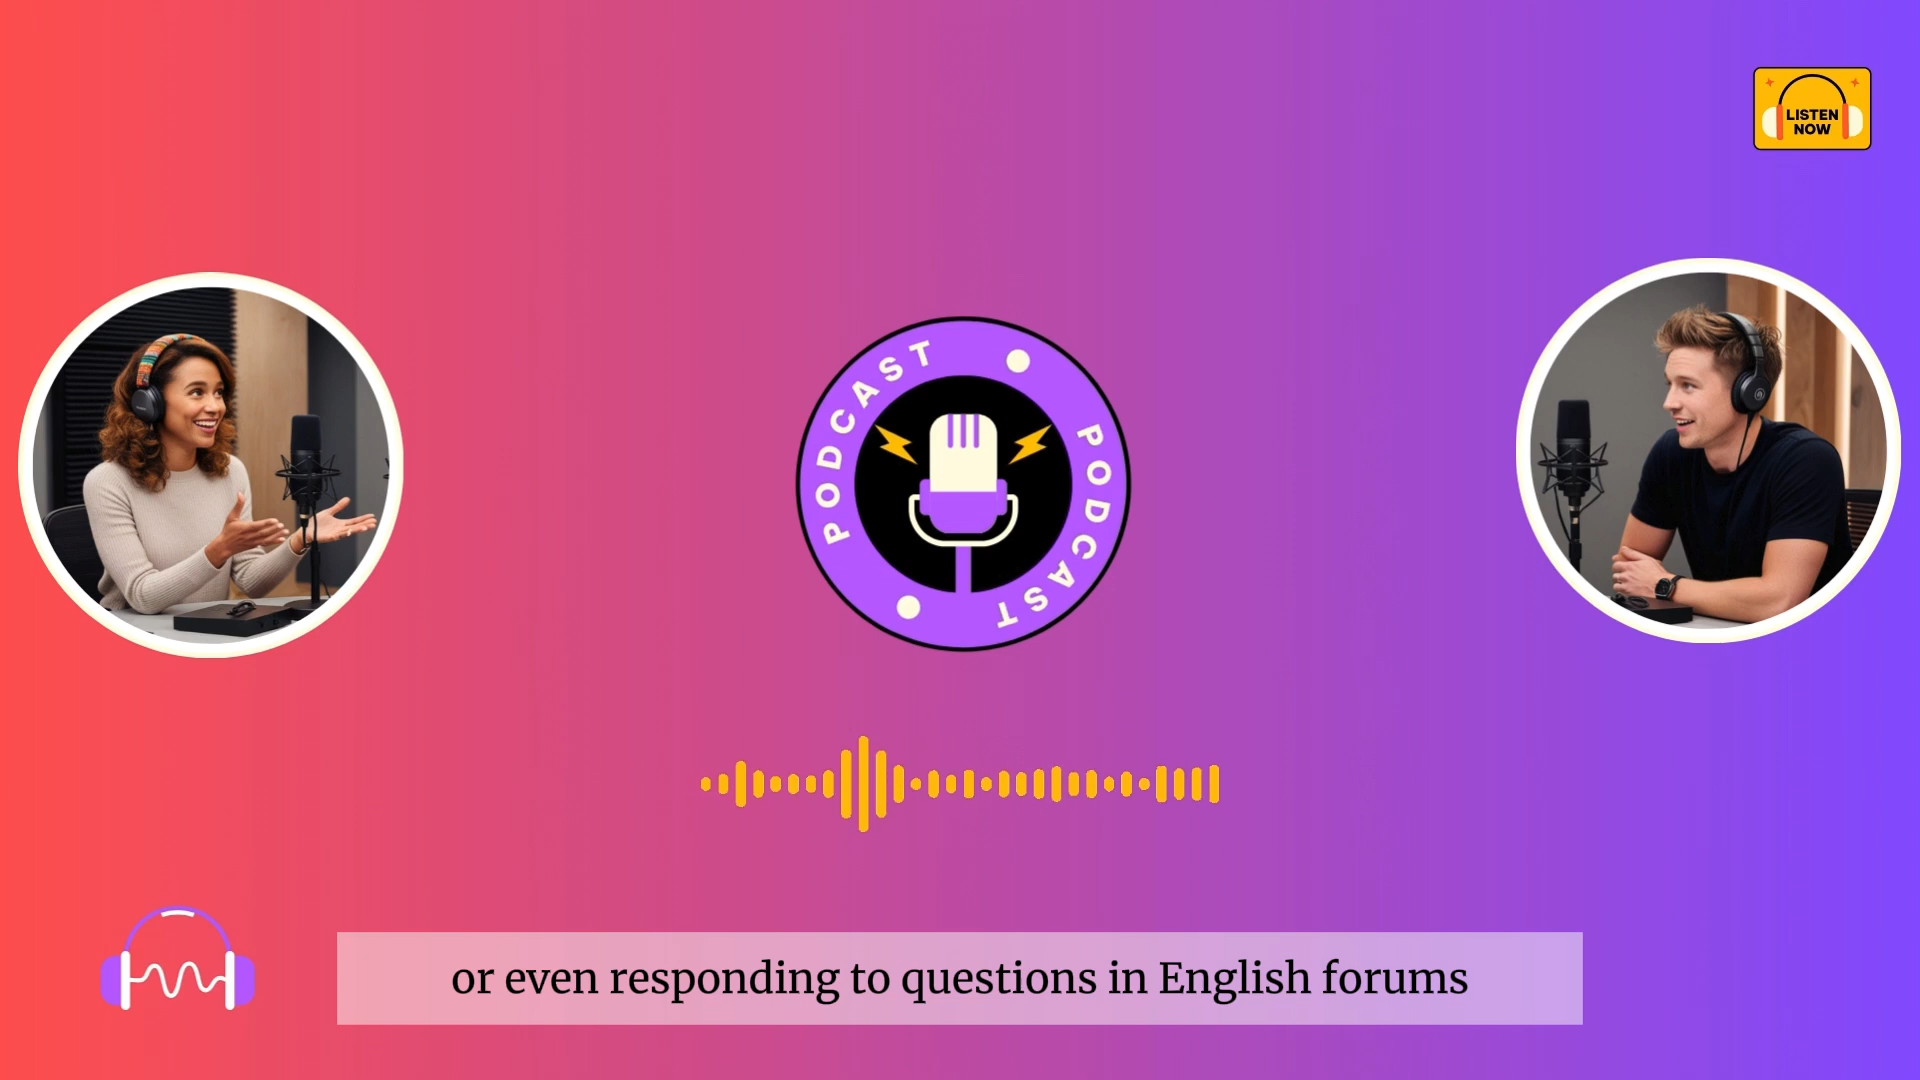 LISTEN
NOW
PODCAST
PODCAST
or even responding to questions in English forums